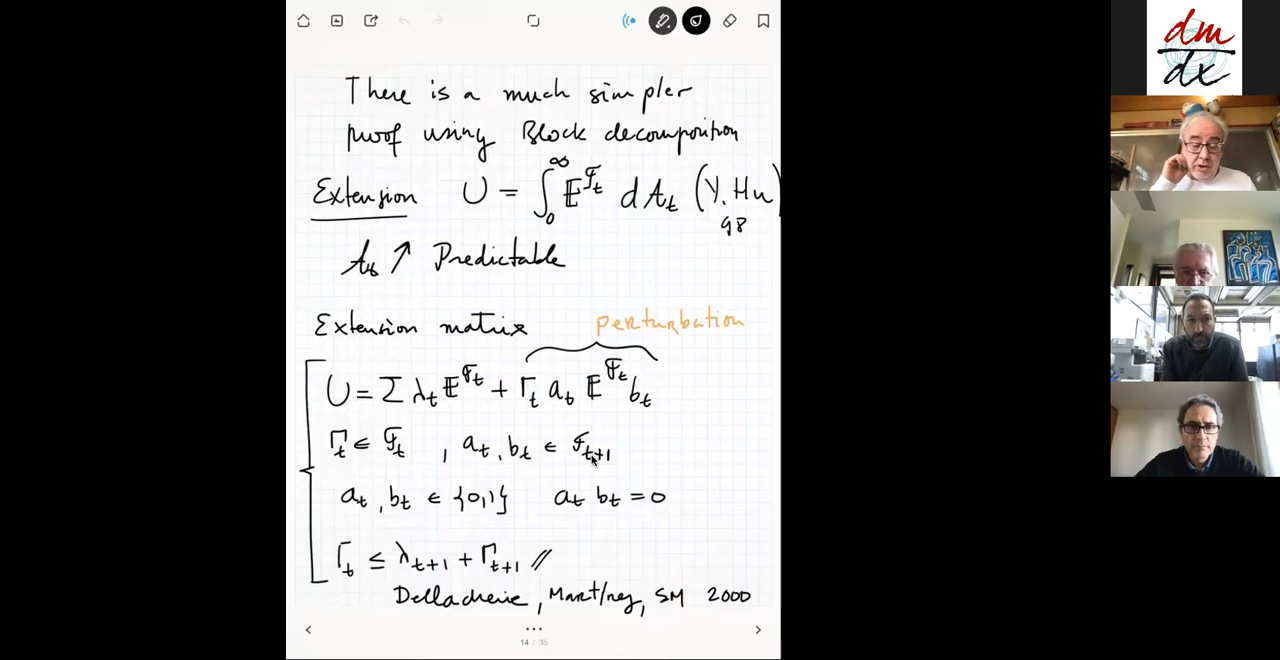 There is a much simpler
proof using Block decomposition
Extension U = ∫₀^∞ 𝔼^{ℱ_t} dA_t (Y. Hu)
98
A_t ↗ Predictable
Extension matrix perturbation
U = Σ λ_t 𝔼^{ℱ_t} + Γ_t a_t 𝔼^{ℱ_t} b_t
Γ_t ∈ ℱ_t , a_t, b_t ∈ ℱ_{t+1}
a_t, b_t ∈ {0,1} a_t b_t = 0
Γ_t ≤ λ_{t+1} + Γ_{t+1} //
Dellacherie, Martínez, SM 2000
14 / 35
dm
dx